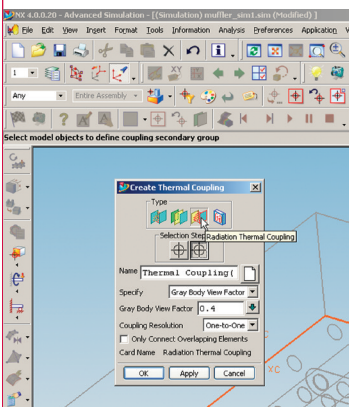 NX 4.0.0.20 - Advanced Simulation - [(Simulation) muffler_sim1.sim (Modified) ]
File Edit View Insert Format Tools Information Analysis Preferences Application
1
Any Entire Assembly
Select model objects to define coupling secondary group
Create Thermal Coupling
Type
Selection Step
Radiation Thermal Coupling
Name Thermal Coupling(
Specify Gray Body View Factor
Gray Body View Factor 0.4
Coupling Resolution One-to-One
Only Connect Overlapping Elements
Card Name Radiation Thermal Coupling
OK Apply Cancel
XC